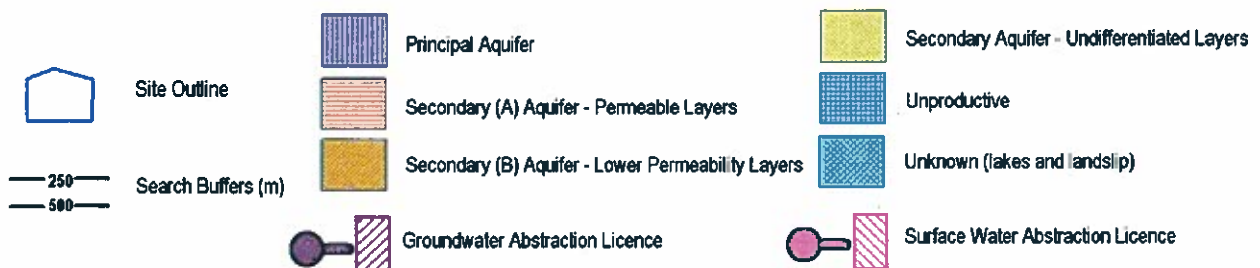 Principal Aquifer
Secondary Aquifer - Undifferentiated Layers
Site Outline
Secondary (A) Aquifer - Permeable Layers
Unproductive
Secondary (B) Aquifer - Lower Permeability Layers
Unknown (lakes and landslip)
250
500
Search Buffers (m)
Groundwater Abstraction Licence
Surface Water Abstraction Licence